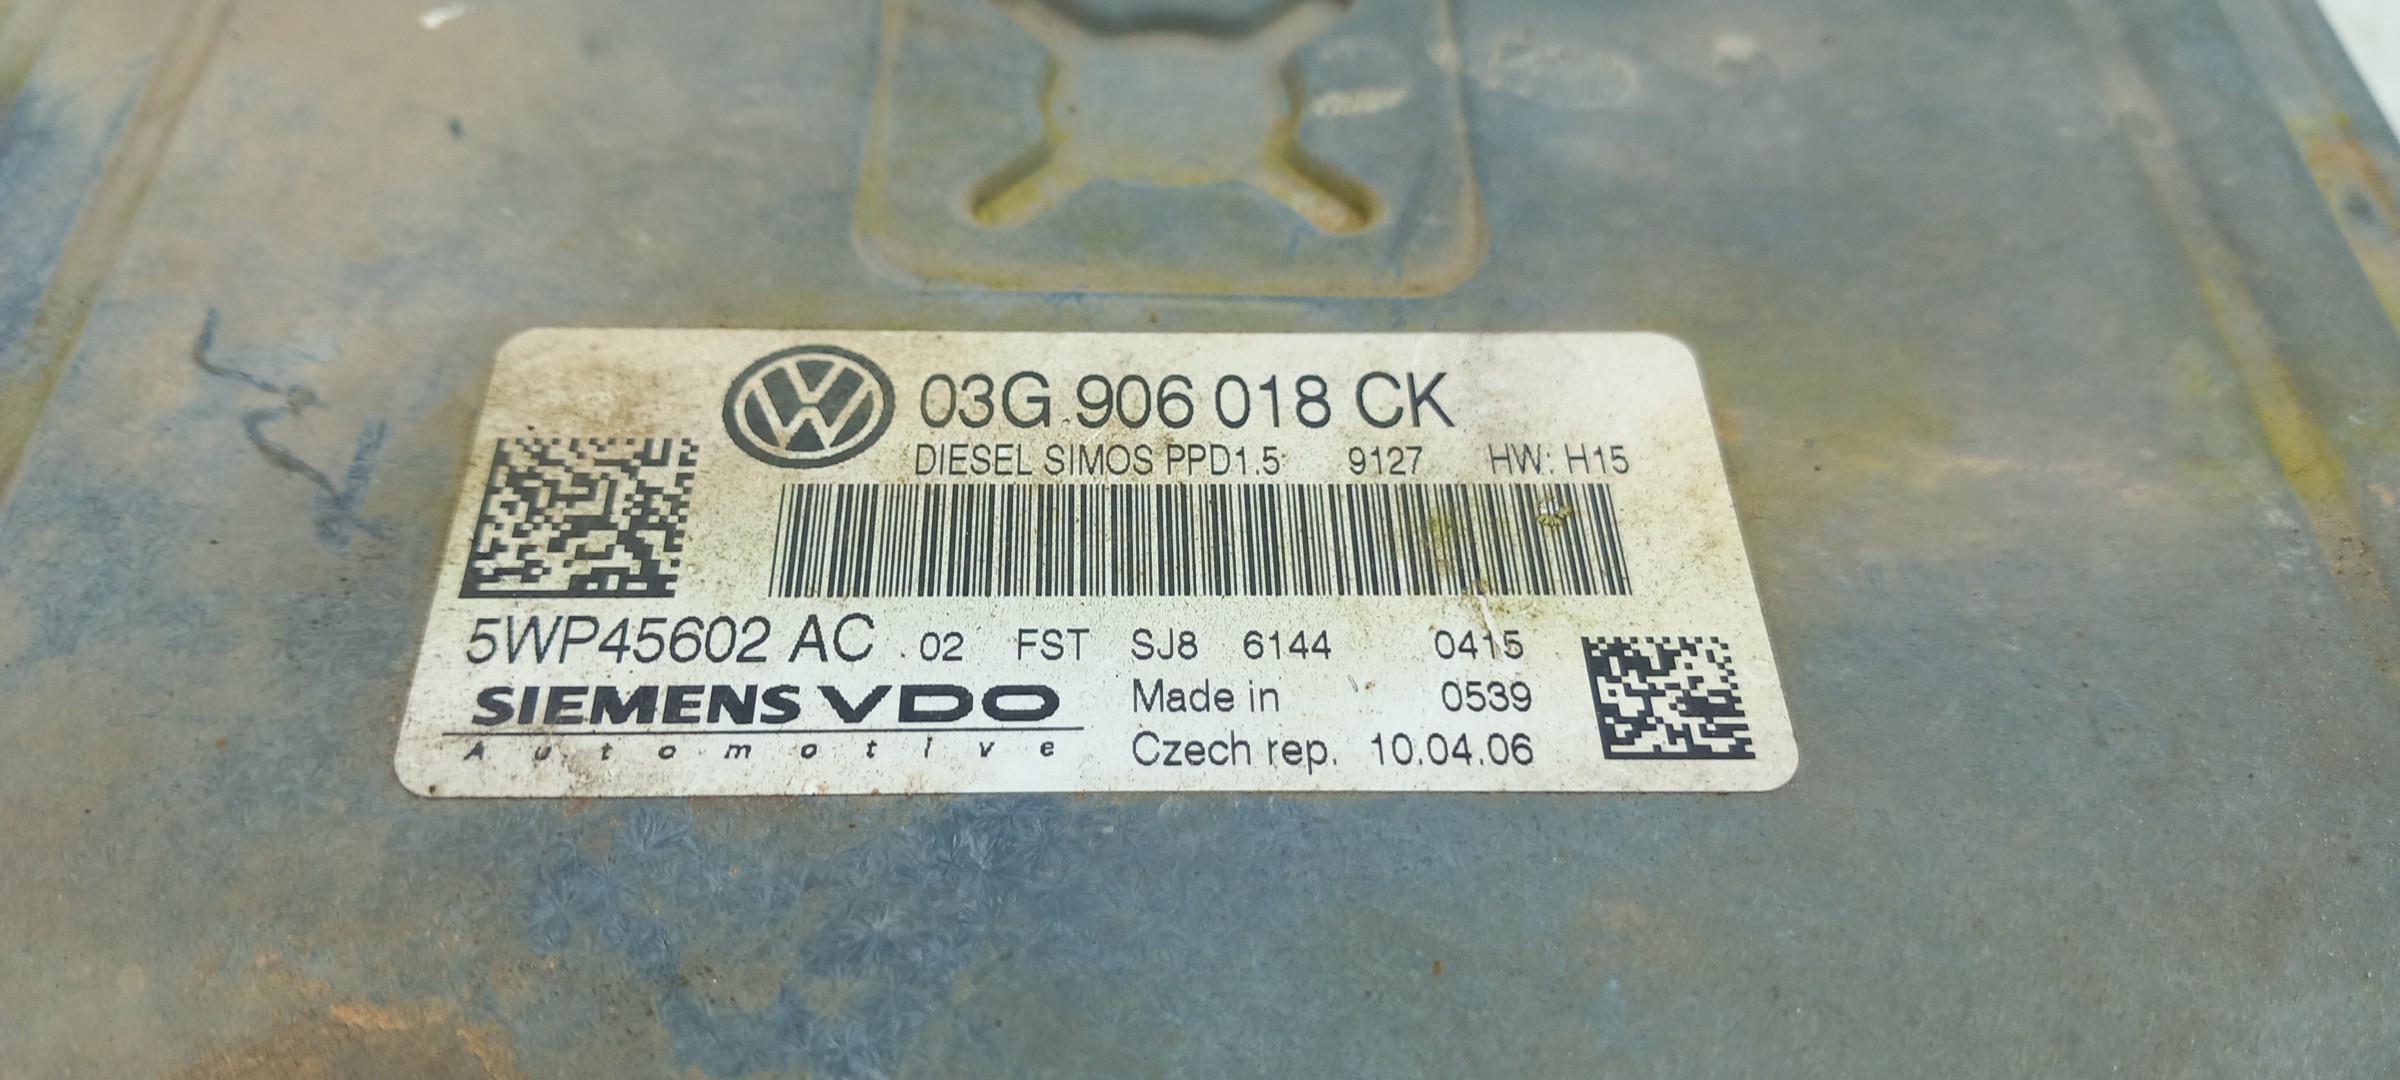 03G 906 018 CK
DIESEL SIMOS PPD1.5 9127 HW: H15
5WP45602 AC .02 FST SJ8 6144 0415
SIEMENS VDO Made in 0539
Automotive Czech rep. 10.04.06